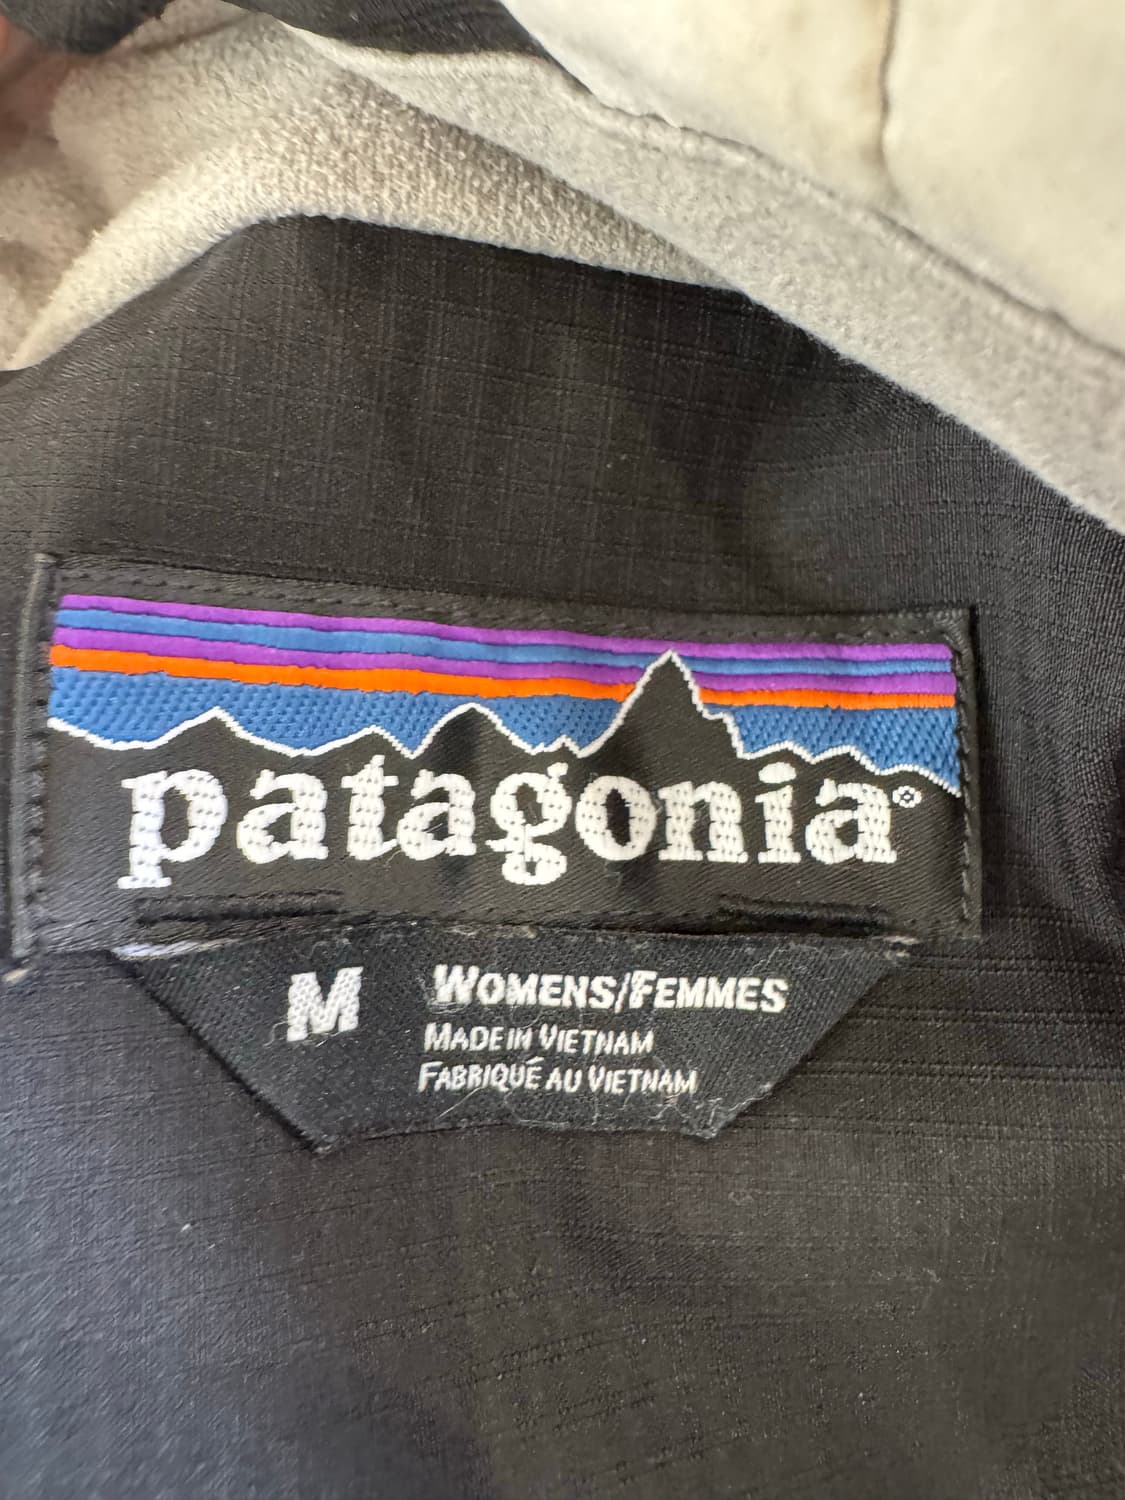 patagonia®
M WOMENS/FEMMES
MADE IN VIETNAM
FABRIQUÉ AU VIETNAM